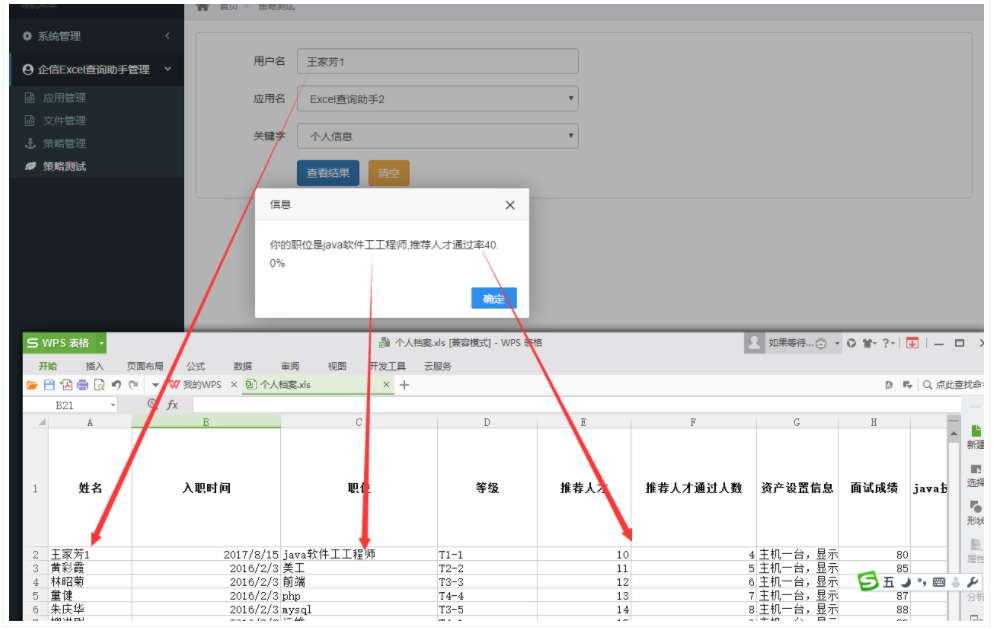 首页 > 策略测试
系统管理
企信Excel查询助手管理
应用管理
文件管理
策略管理
策略测试
用户名 王家芳1
应用名 Excel查询助手2
关键字 个人信息
查看结果 清空
信息
你的职位是java软件工工程师,推荐人才通过率40.
0%
确定
S WPS 表格 个人档案.xls [兼容模式] - WPS 表格 如果等待...
开始 插入 页面布局 公式 数据 审阅 视图 开发工具 云服务
我的WPS × 个人档案.xls × + 点此查找命
B21 fx
A B C D E F G H
1 姓名 入职时间 职位 等级 推荐人才 推荐人才通过人数 资产设置信息 面试成绩 java技
2 王家芳1 2017/8/15 java软件工工程师 T1-1 10 4 主机一台，显示 80
3 黄彩霞 2016/2/3 美工 T2-2 11 5 主机一台，显示 85
4 林昭菊 2016/2/3 前端 T3-3 12 6 主机一台，显示
5 董健 2016/2/3 php T4-4 13 7 主机一台，显示 87
6 朱庆华 2016/2/3 mysql T3-5 14 8 主机一台，显示 88
新建
选择
形状
属性
分析
五